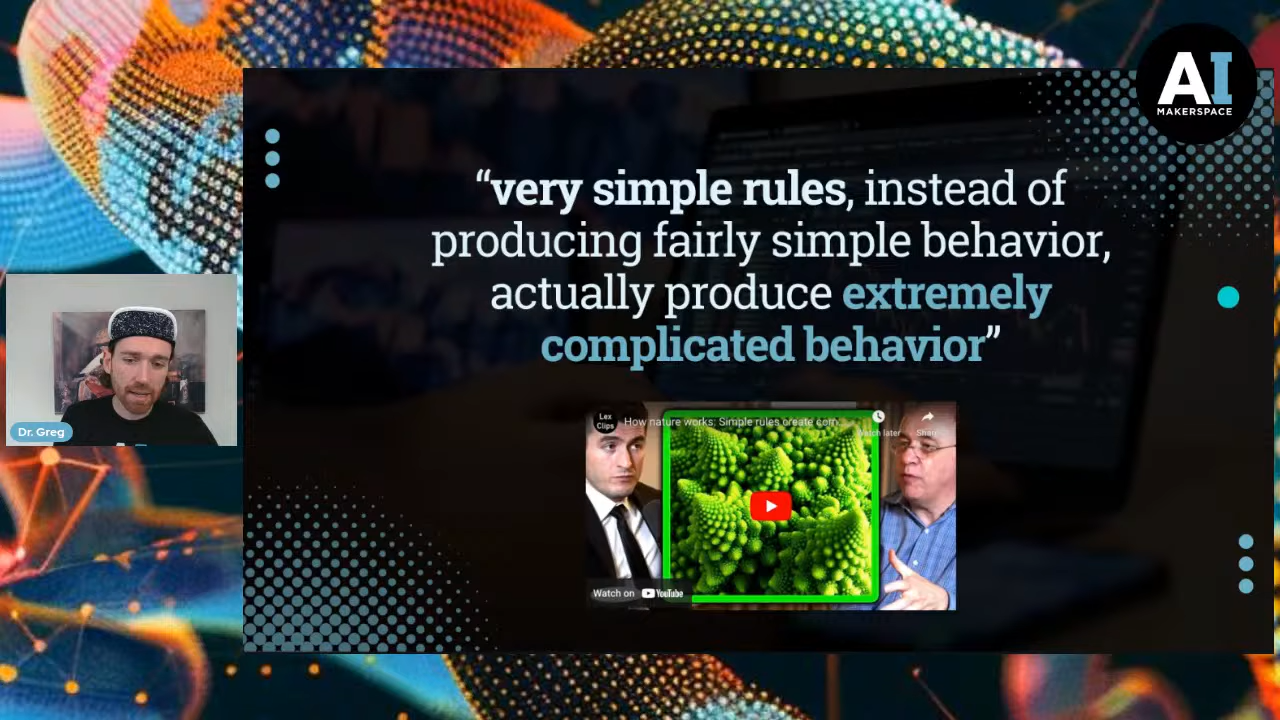 AI
MAKERSPACE
“very simple rules, instead of
producing fairly simple behavior,
actually produce extremely
complicated behavior”
Lex
Clips
How nature works: Simple rules create com...
Watch later
Share
Watch on YouTube
Dr. Greg